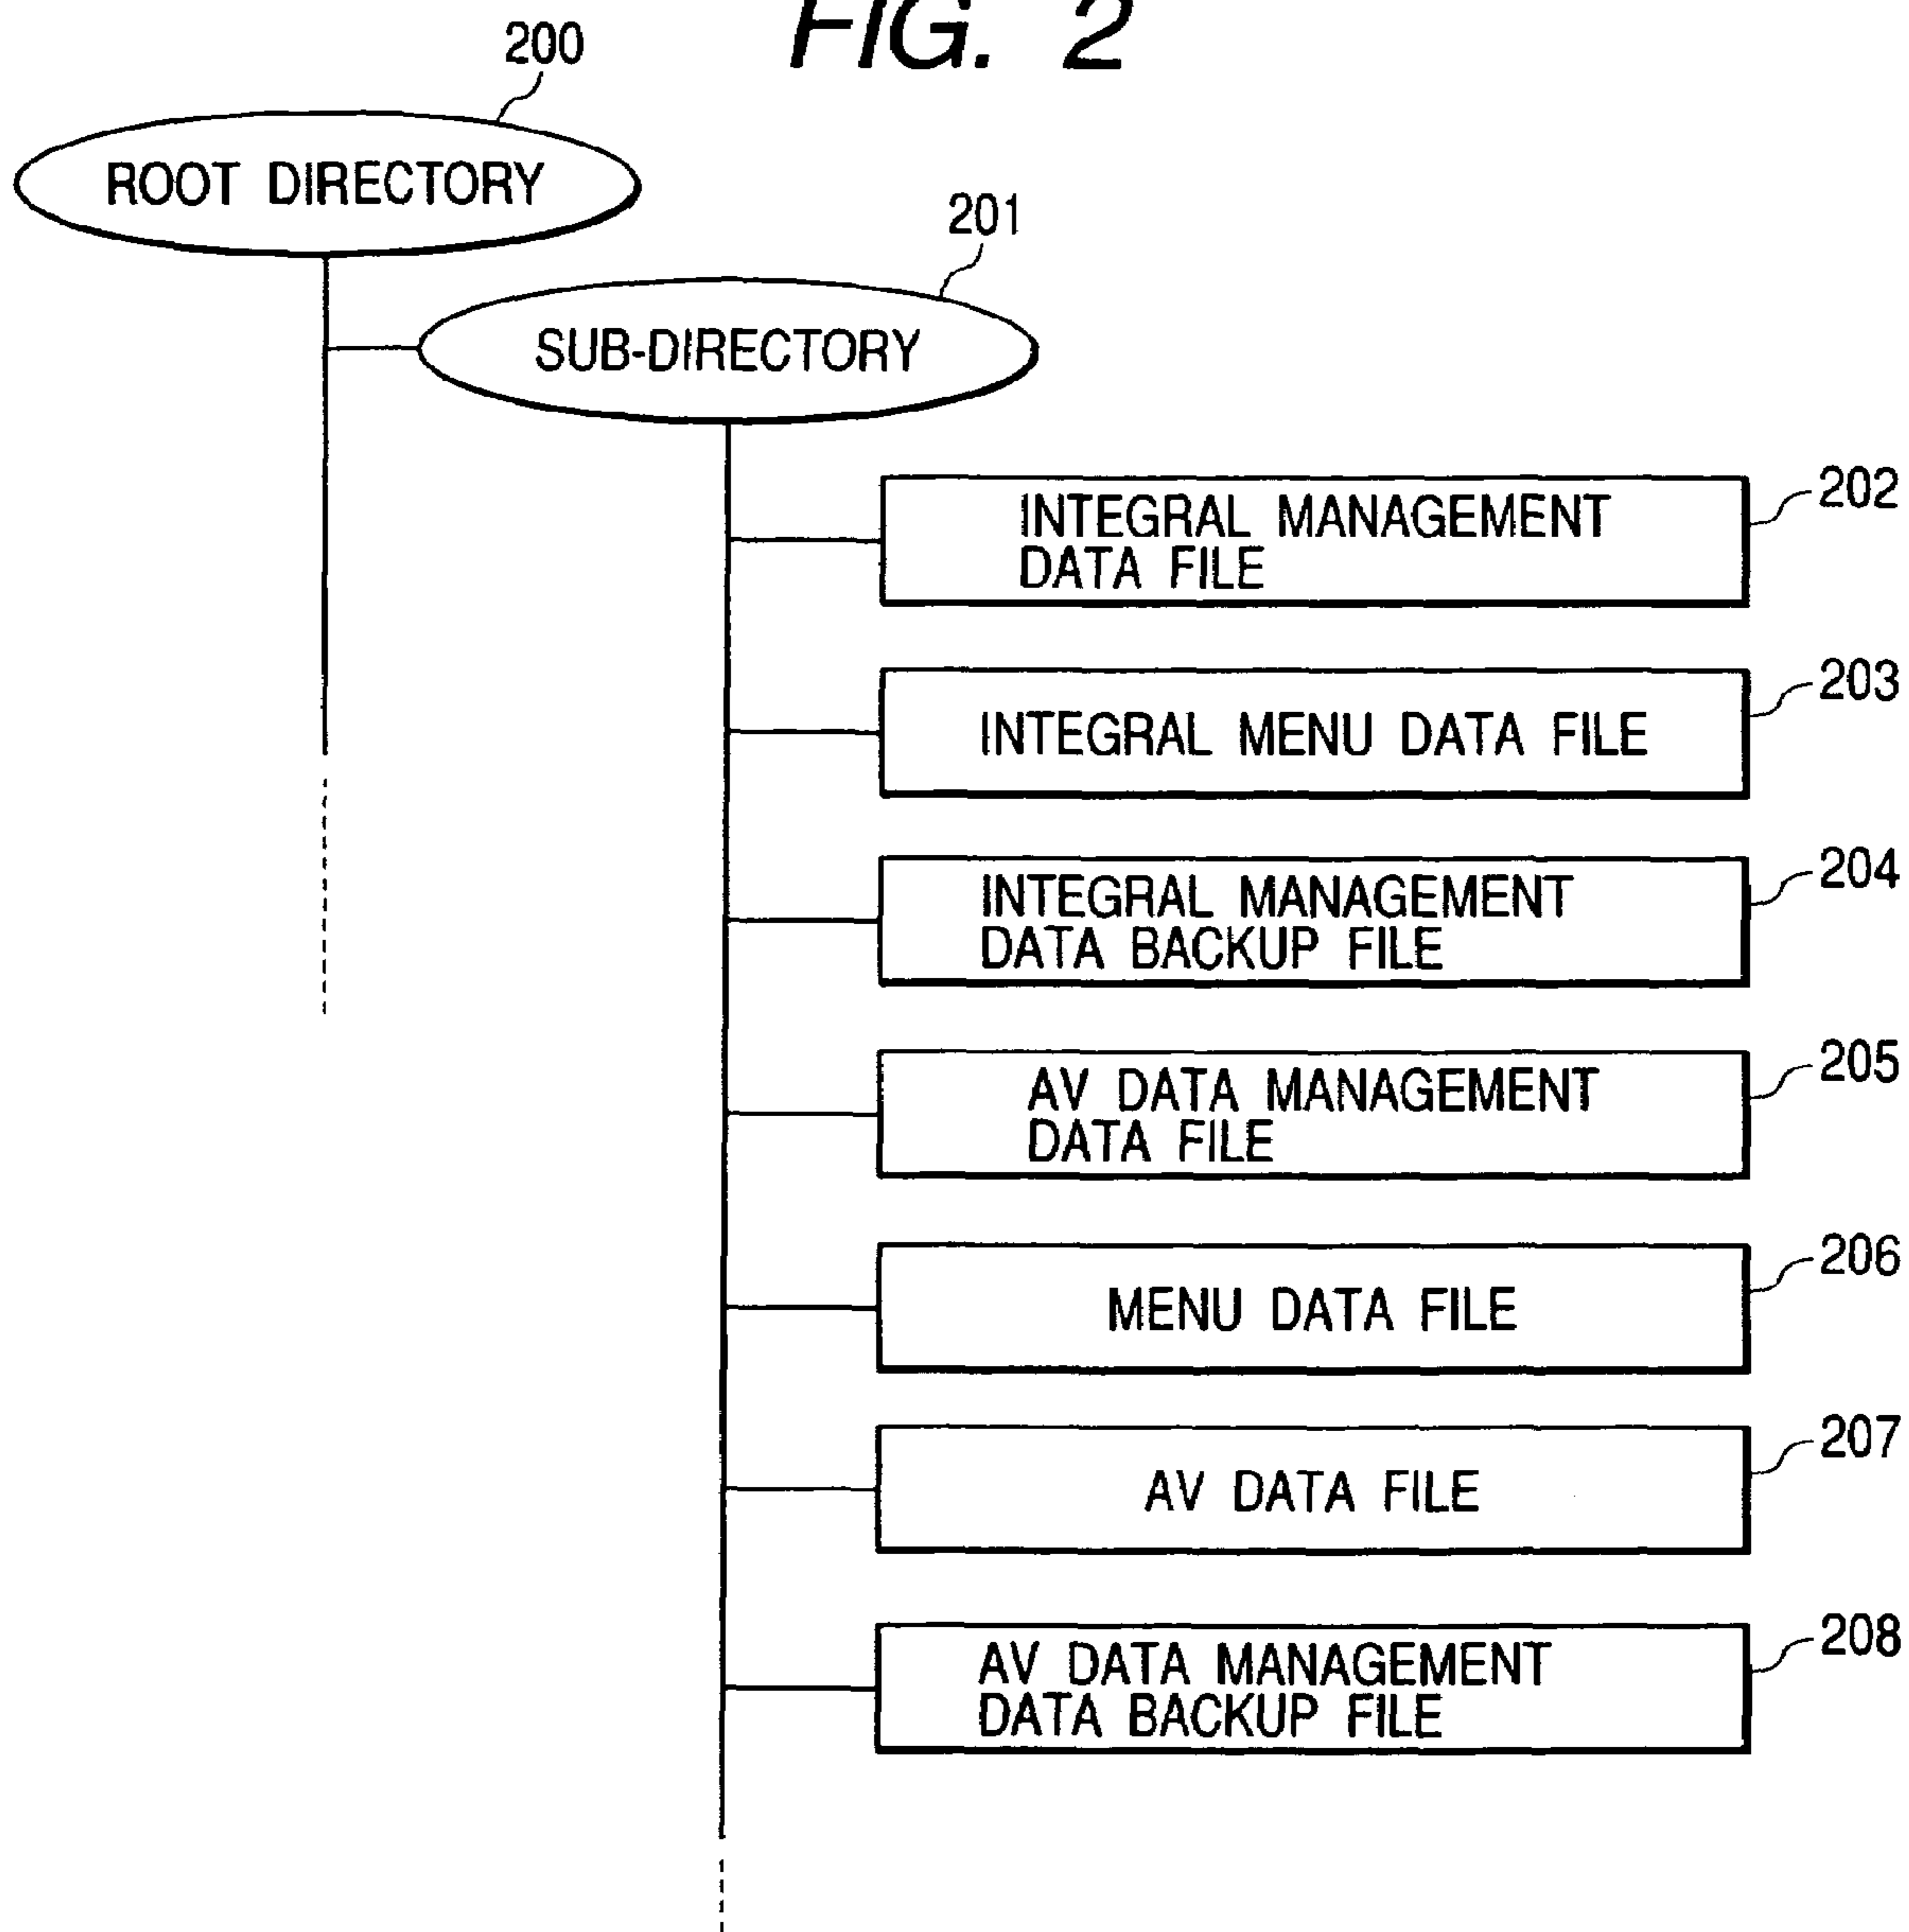 FIG. 2
200
ROOT DIRECTORY
201
SUB-DIRECTORY
202
INTEGRAL MANAGEMENT
DATA FILE
203
INTEGRAL MENU DATA FILE
204
INTEGRAL MANAGEMENT
DATA BACKUP FILE
205
AV DATA MANAGEMENT
DATA FILE
206
MENU DATA FILE
207
AV DATA FILE
208
AV DATA MANAGEMENT
DATA BACKUP FILE